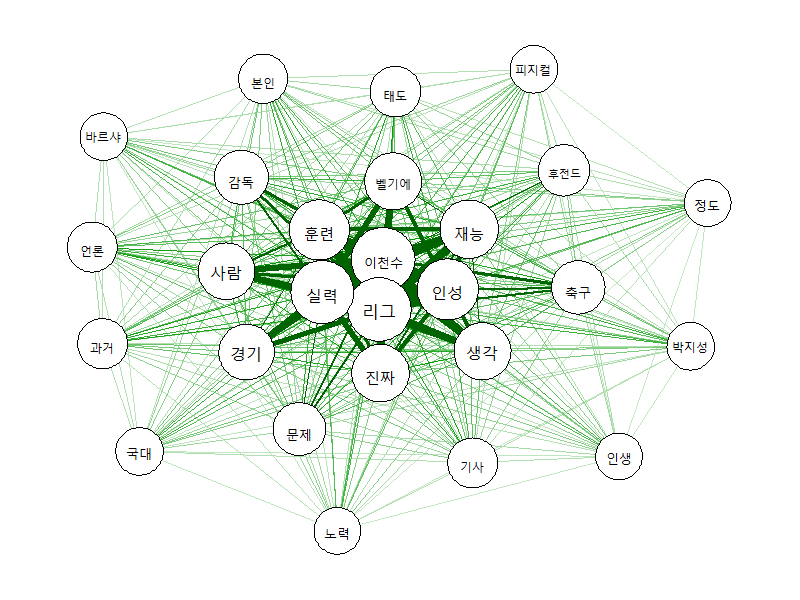 피지컬
본인
태도
바르샤
후전드
감독
벨기에
정도
훈련
재능
언론
이천수
사람
실력
인성
축구
리그
과거
경기
생각
박지성
진짜
문제
국대
기사
인생
노력